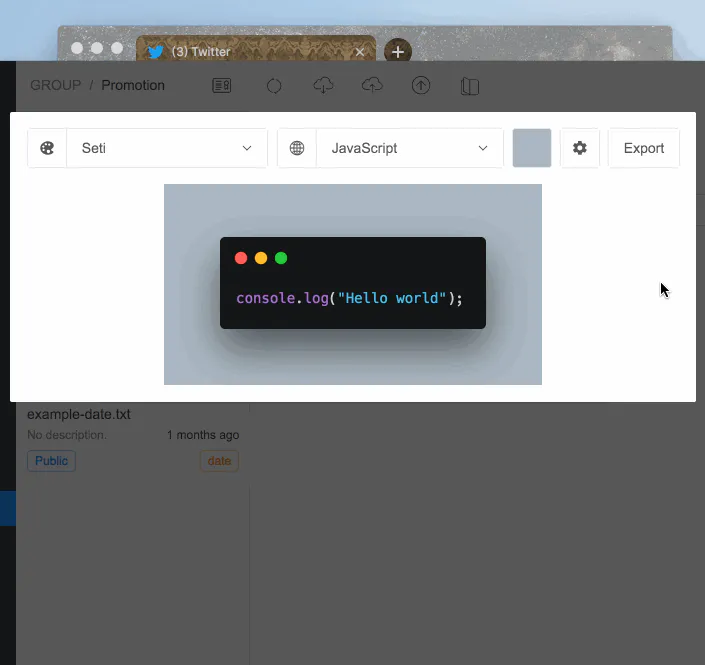 (3) Twitter
GROUP / Promotion
Seti
JavaScript
Export
console.log("Hello world");
example-date.txt
No description.
1 months ago
Public
date